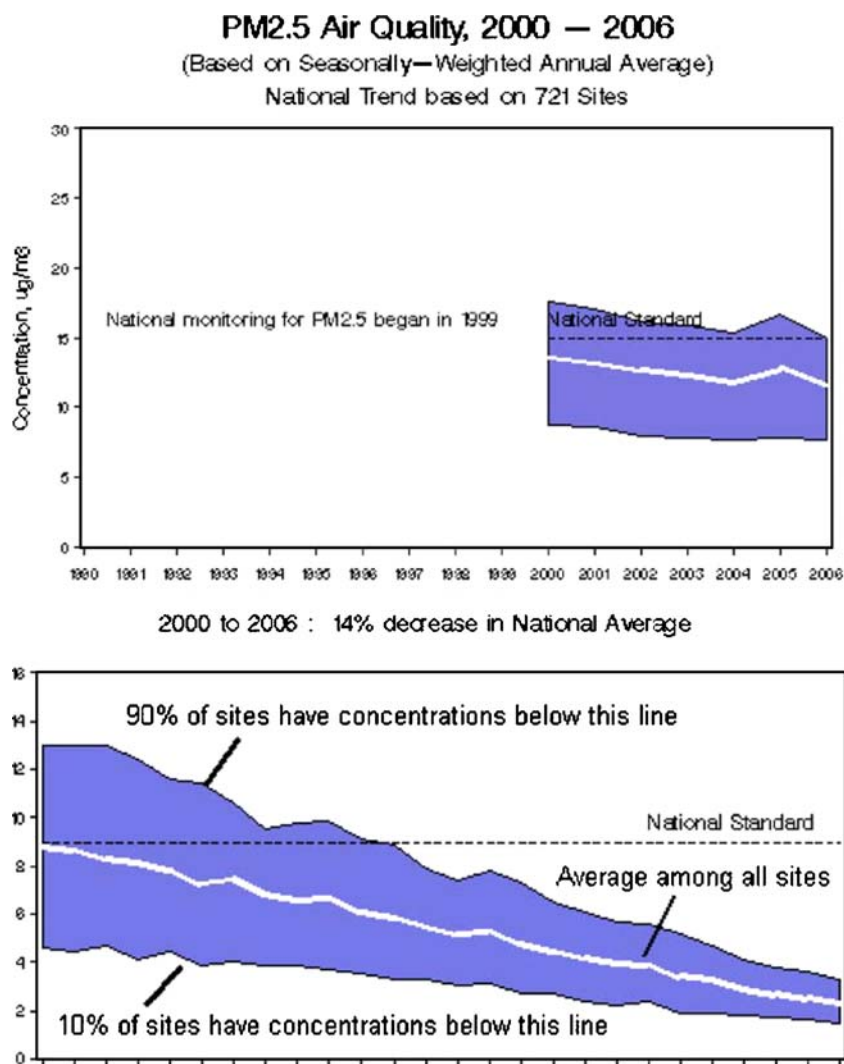 PM2.5 Air Quality, 2000 — 2006
(Based on Seasonally—Weighted Annual Average)
National Trend based on 721 Sites
Concentration, ug/m3
30
25
20
15
10
5
0
National monitoring for PM2.5 began in 1999
National Standard
1990 1991 1992 1993 1994 1995 1996 1997 1998 1999 2000 2001 2002 2003 2004 2005 2006
2000 to 2006 : 14% decrease in National Average
16
14
12
10
8
6
4
2
0
90% of sites have concentrations below this line
National Standard
Average among all sites
10% of sites have concentrations below this line